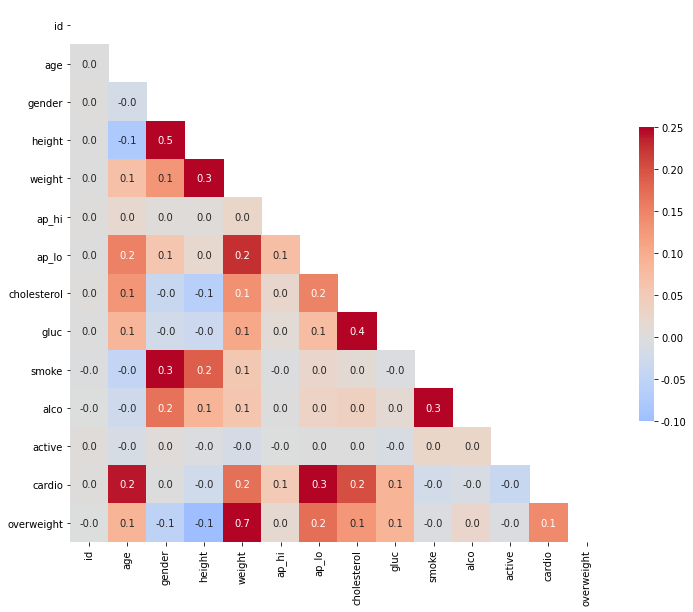 id
age 0.0
gender 0.0 -0.0
height 0.0 -0.1 0.5
weight 0.0 0.1 0.1 0.3
ap_hi 0.0 0.0 0.0 0.0 0.0
ap_lo 0.0 0.2 0.1 0.0 0.2 0.1
cholesterol 0.0 0.1 -0.0 -0.1 0.1 0.0 0.2
gluc 0.0 0.1 -0.0 -0.0 0.1 0.0 0.1 0.4
smoke -0.0 -0.0 0.3 0.2 0.1 -0.0 0.0 0.0 -0.0
alco -0.0 -0.0 0.2 0.1 0.1 0.0 0.0 0.0 0.0 0.3
active 0.0 -0.0 0.0 -0.0 -0.0 -0.0 0.0 0.0 -0.0 0.0 0.0
cardio 0.0 0.2 0.0 -0.0 0.2 0.1 0.3 0.2 0.1 -0.0 -0.0 -0.0
overweight -0.0 0.1 -0.1 -0.1 0.7 0.0 0.2 0.1 0.1 -0.0 0.0 -0.0 0.1
id age gender height weight ap_hi ap_lo cholesterol gluc smoke alco active cardio overweight
0.25
0.20
0.15
0.10
0.05
0.00
-0.05
-0.10